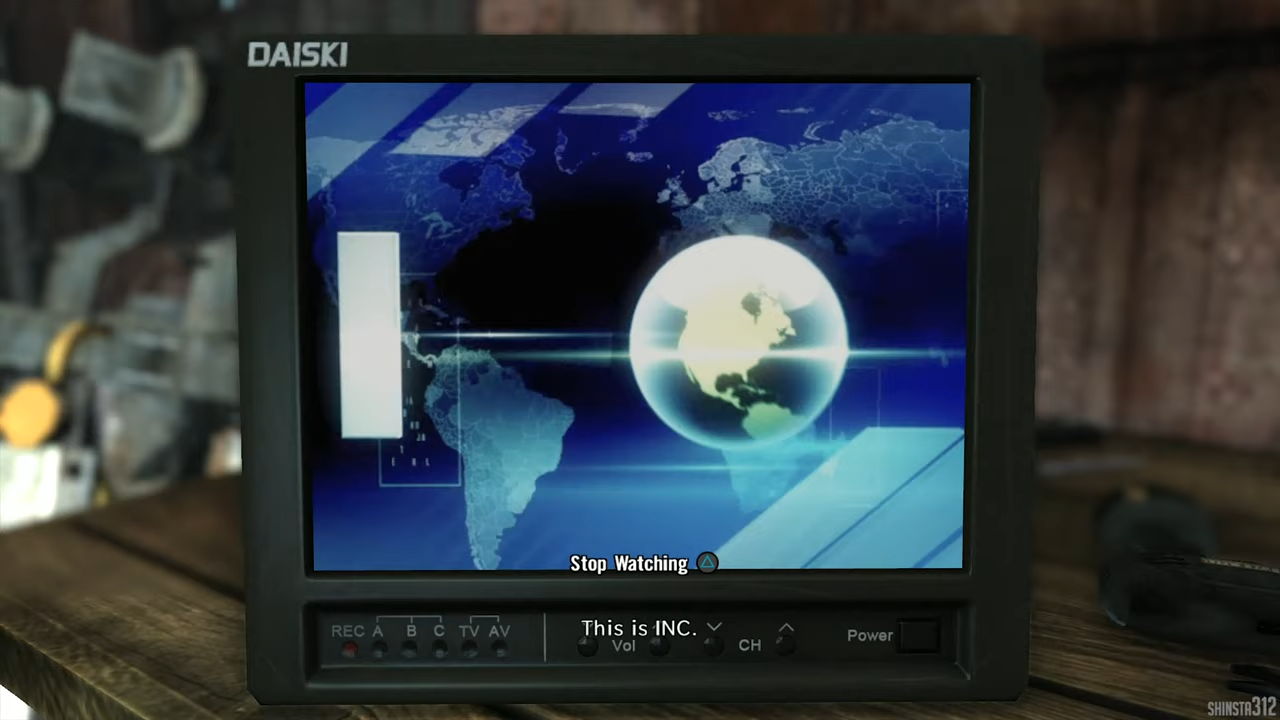 DAISKI
Stop Watching
This is INC.
REC A B C TV AV
Vol
CH
Power
SHINSTA312